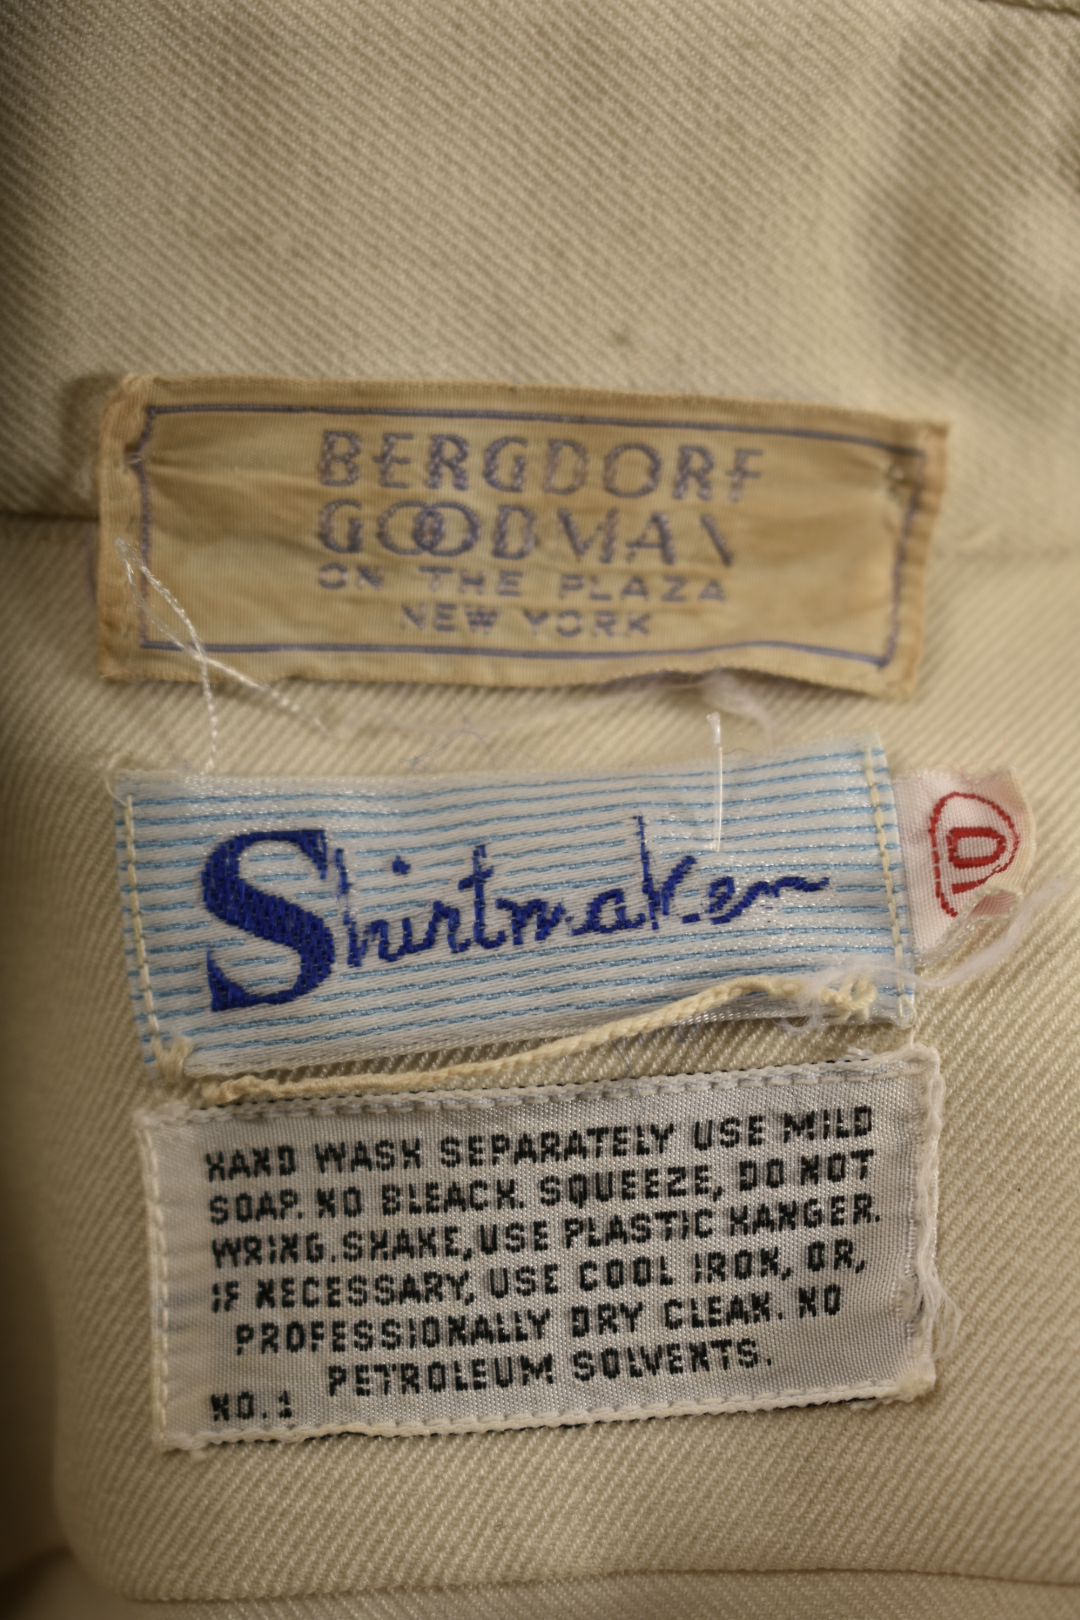 BERGDORF
GOODMAN
ON THE PLAZA
NEW YORK
Shirtmaker
10
HAND WASH SEPARATELY USE MILD
SOAP. NO BLEACH. SQUEEZE, DO NOT
WRING. SHAKE, USE PLASTIC HANGER.
IF NECESSARY, USE COOL IRON, OR,
PROFESSIONALLY DRY CLEAN. NO
PETROLEUM SOLVENTS.
NO. 1